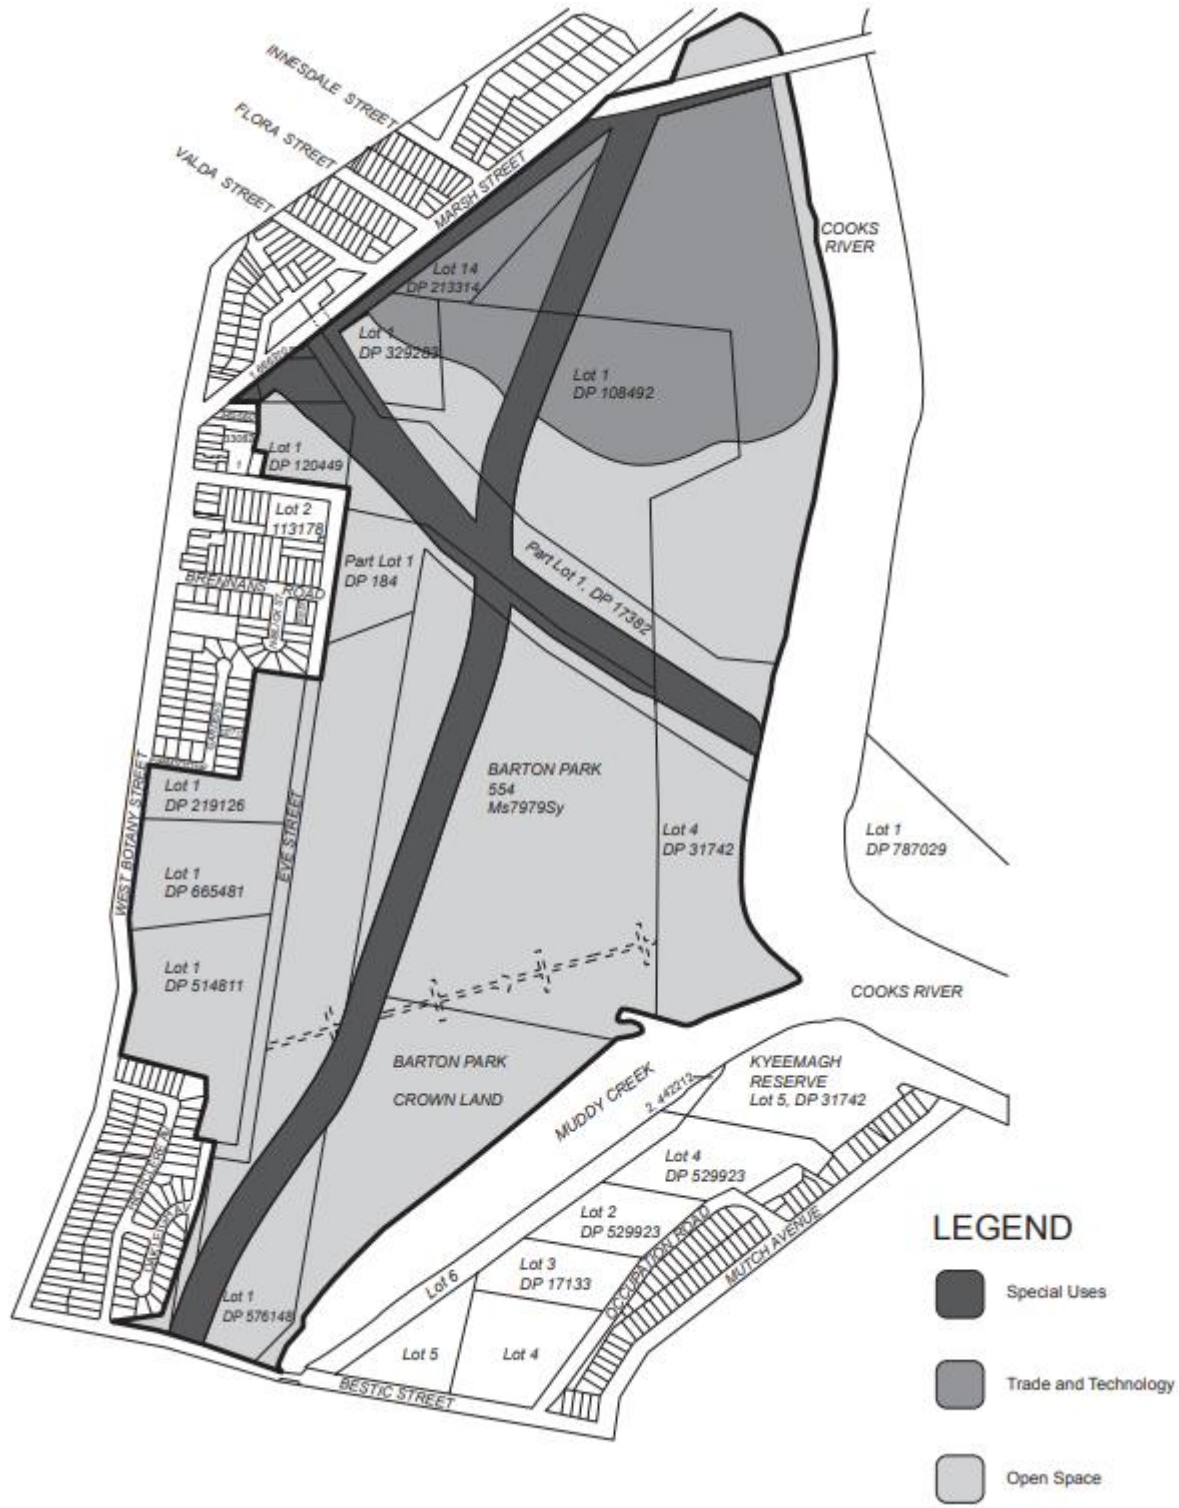 INNESDALE STREET
FLORA STREET
VALDA STREET
MARSH STREET
COOKS
RIVER
Lot 14
DP 213314
Lot 1
DP 329283
Lot 1
DP 108492
Lot 1
DP 120449
Lot 2
113178
Part Lot 1
DP 184
BRENNANS ROAD
Part Lot 1, DP 17382
BARTON PARK
554
Ms7979Sy
WEST BOTANY STREET
EVE STREET
Lot 1
DP 219126
Lot 4
DP 31742
Lot 1
DP 787029
Lot 1
DP 665481
Lot 1
DP 514811
COOKS RIVER
BARTON PARK
CROWN LAND
MUDDY CREEK
2, 442212
KYEEMAGH
RESERVE
Lot 5, DP 31742
Lot 4
DP 529923
Lot 2
DP 529923
Lot 3
DP 17133
OCCUPATION ROAD
MUTCH AVENUE
Lot 6
Lot 1
DP 576148
Lot 5
Lot 4
BESTIC STREET
LEGEND
Special Uses
Trade and Technology
Open Space